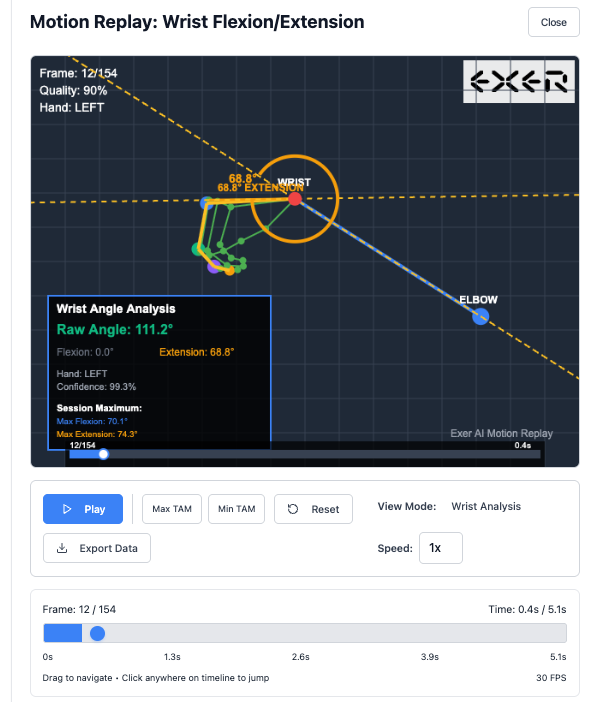 Motion Replay: Wrist Flexion/Extension
Close
Frame: 12/154
Quality: 90%
Hand: LEFT
EXER
68.8°
WRIST
68.8° EXTENSION
ELBOW
Wrist Angle Analysis
Raw Angle: 111.2°
Flexion: 0.0°
Extension: 68.8°
Hand: LEFT
Confidence: 99.3%
Session Maximum:
Max Flexion: 70.1°
Max Extension: 74.3°
Exer AI Motion Replay
12/154
0.4s
Play
Max TAM
Min TAM
Reset
View Mode:
Wrist Analysis
Export Data
Speed:
1x
Frame: 12 / 154
Time: 0.4s / 5.1s
0s
1.3s
2.6s
3.9s
5.1s
Drag to navigate • Click anywhere on timeline to jump
30 FPS